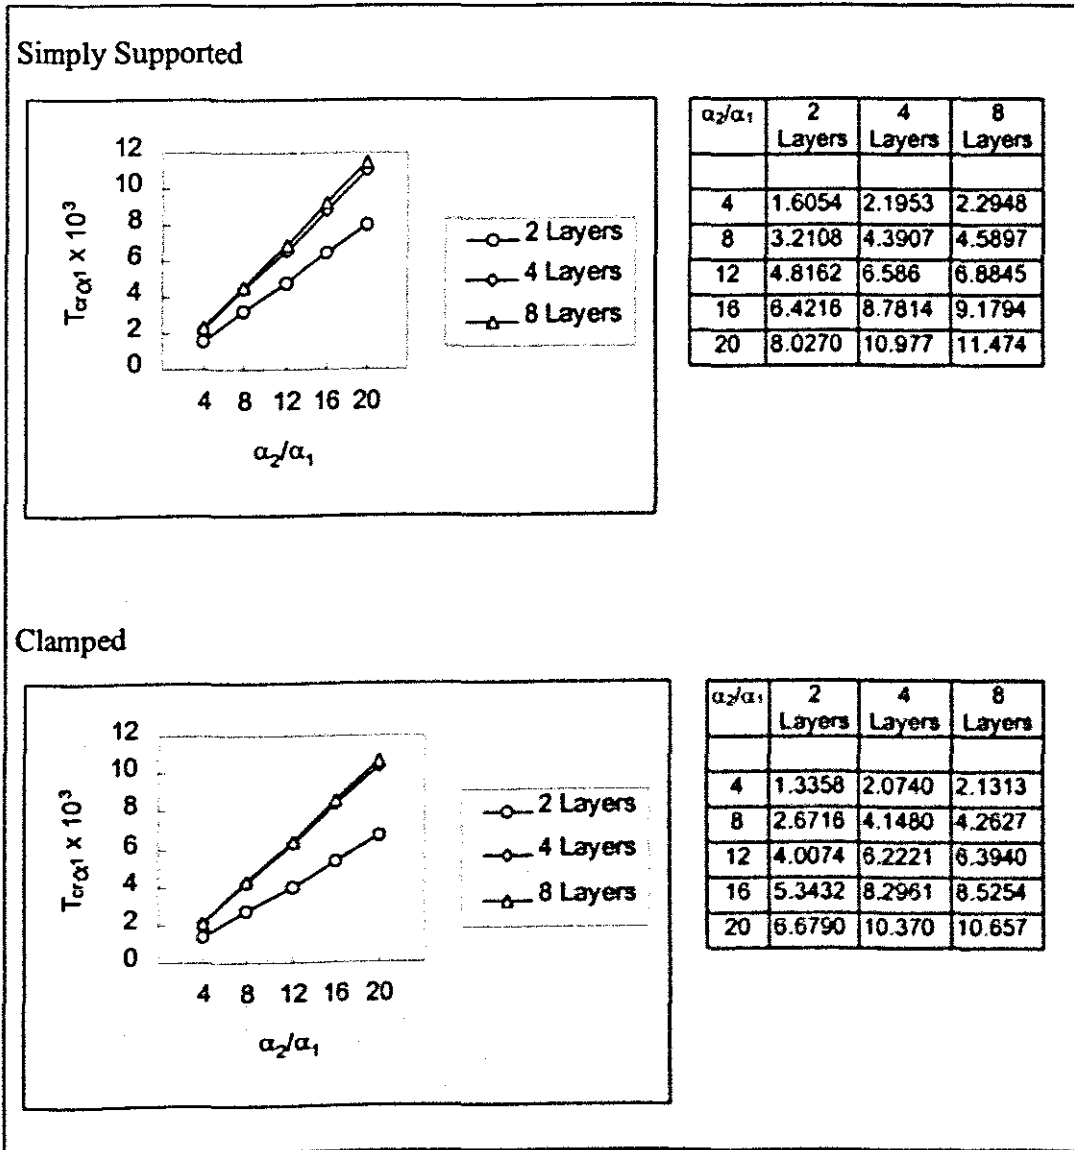 Simply Supported
12
10
8
6
4
2
0
T_crα1 x 10³
4 8 12 16 20
α₂/α₁
2 Layers
4 Layers
8 Layers
α₂/α₁ 2 Layers 4 Layers 8 Layers
4 1.6054 2.1953 2.2948
8 3.2108 4.3907 4.5897
12 4.8162 6.586 6.8845
16 6.4216 8.7814 9.1794
20 8.0270 10.977 11.474
Clamped
12
10
8
6
4
2
0
T_crα1 x 10³
4 8 12 16 20
α₂/α₁
2 Layers
4 Layers
8 Layers
α₂/α₁ 2 Layers 4 Layers 8 Layers
4 1.3358 2.0740 2.1313
8 2.6716 4.1480 4.2627
12 4.0074 6.2221 6.3940
16 5.3432 8.2961 8.5254
20 6.6790 10.370 10.657